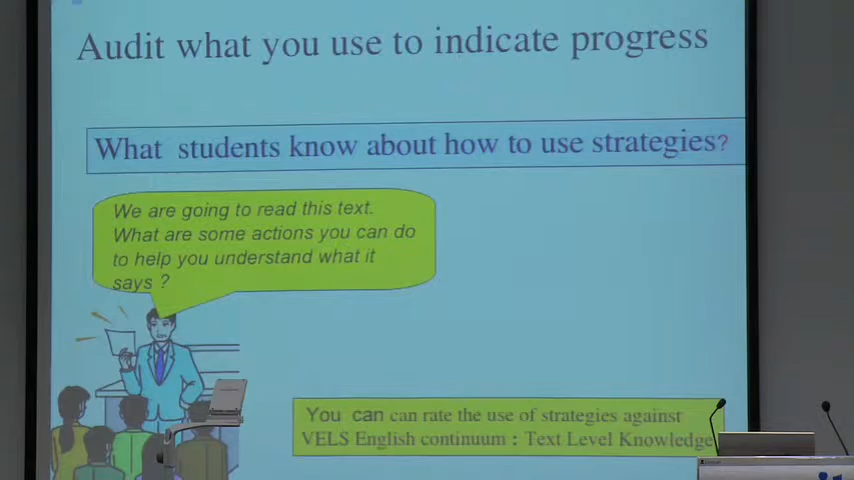 Audit what you use to indicate progress
What students know about how to use strategies?
We are going to read this text.
What are some actions you can do
to help you understand what it
says ?
You can can rate the use of strategies against
VELS English continuum : Text Level Knowledge